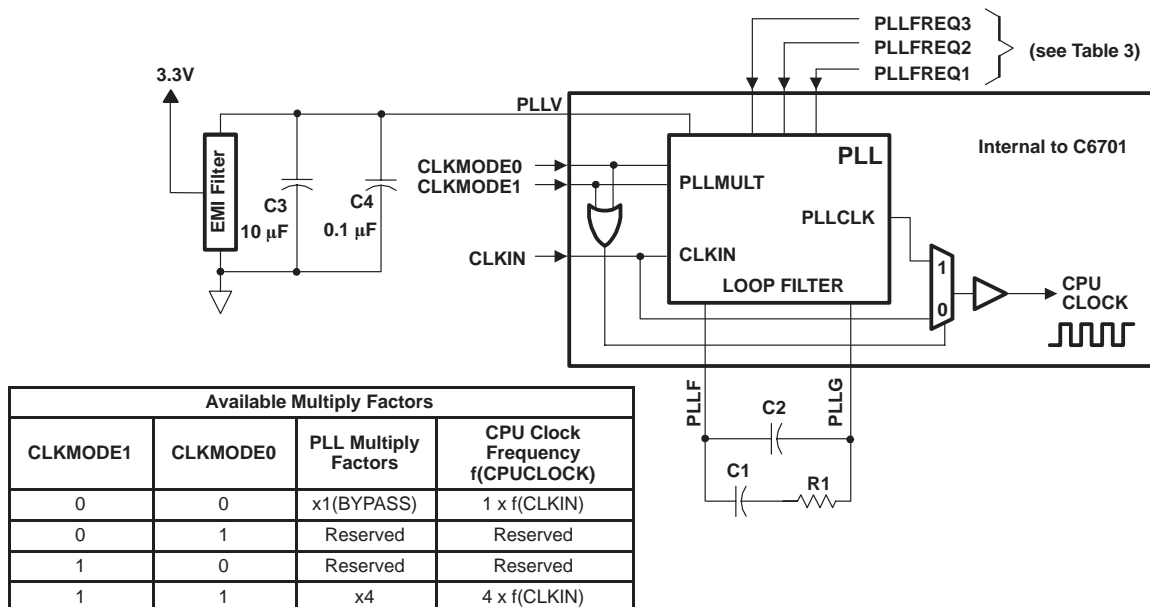 PLLFREQ3
PLLFREQ2
PLLFREQ1
(see Table 3)
3.3V
PLLV
EMI Filter
C3
10 μF
C4
0.1 μF
CLKMODE0
CLKMODE1
CLKIN
PLL
PLLMULT
PLLCLK
CLKIN
LOOP FILTER
Internal to C6701
1
0
CPU
CLOCK
PLLF
PLLG
C2
C1
R1
Available Multiply Factors
CLKMODE1 CLKMODE0 PLL Multiply Factors CPU Clock Frequency f(CPUCLOCK)
0 0 x1(BYPASS) 1 x f(CLKIN)
0 1 Reserved Reserved
1 0 Reserved Reserved
1 1 x4 4 x f(CLKIN)